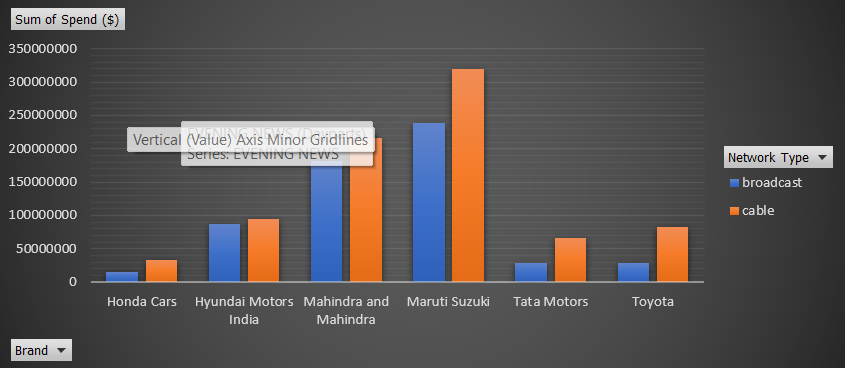 Sum of Spend ($)
350000000
300000000
250000000
200000000
150000000
100000000
50000000
0
Vertical (Value) Axis Minor Gridlines
Series: EVENING NEWS
Honda Cars
Hyundai Motors
India
Mahindra and
Mahindra
Maruti Suzuki
Tata Motors
Toyota
Network Type
broadcast
cable
Brand